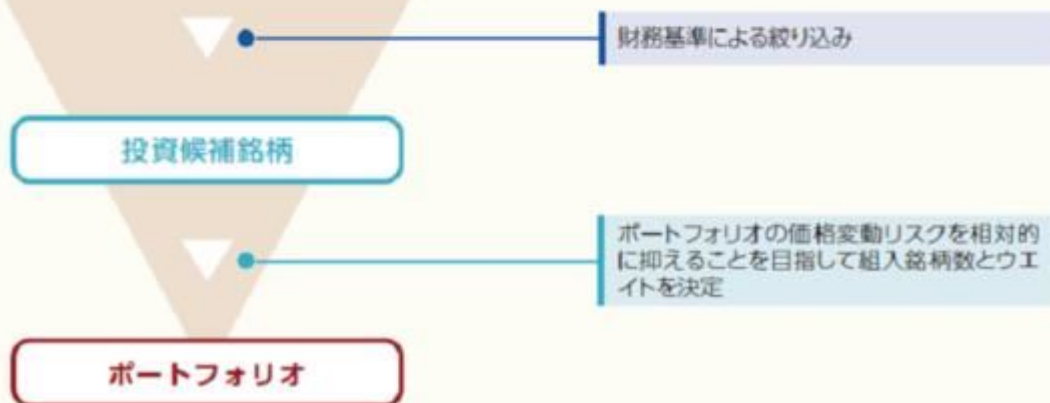 財務基準による絞り込み
投資候補銘柄
ポートフォリオの価格変動リスクを相対的
に抑えることを目指して組入銘柄数とウエ
イトを決定
ポートフォリオ